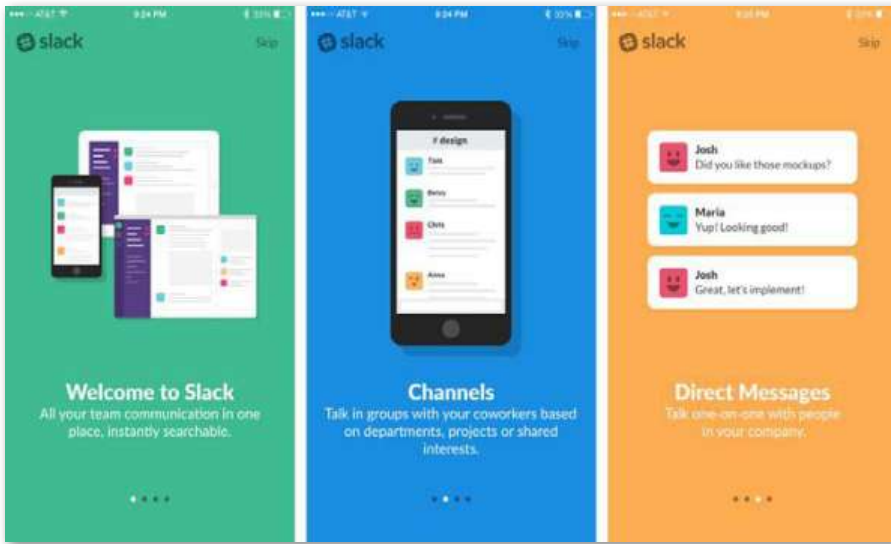 AT&T 9:24 PM 33%
slack Skip
Welcome to Slack
All your team communication in one
place, instantly searchable.
AT&T 9:24 PM 33%
slack Skip
# design
Tom
Betsy
Chris
Anna
Channels
Talk in groups with your coworkers based
on departments, projects or shared
interests.
AT&T
slack Skip
Josh
Did you like those mockups?
Maria
Yup! Looking good!
Josh
Great, let's implement!
Direct Messages
Talk one-on-one with people
in your company.